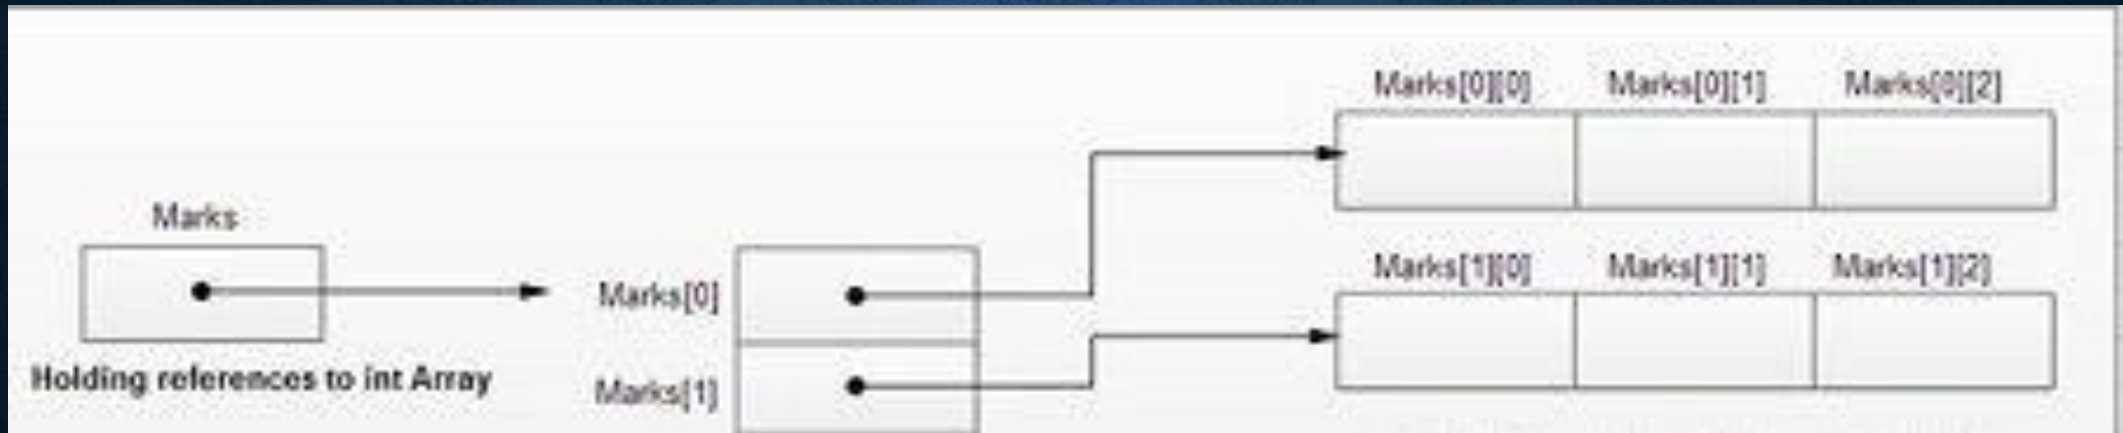 Marks[0][0] Marks[0][1] Marks[0][2]
Marks
Marks[1][0] Marks[1][1] Marks[1][2]
Marks[0]
Holding references to int Array
Marks[1]